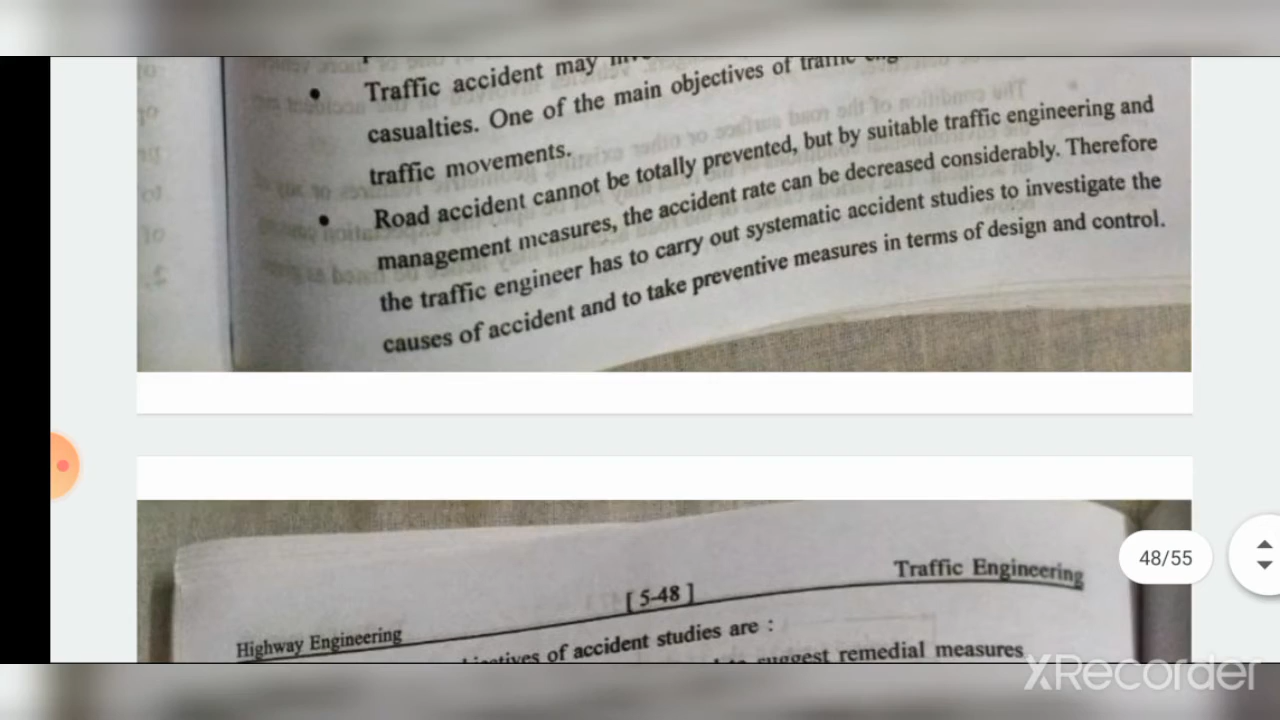 Traffic accident may
casualties. One of the main objectives of traffic
traffic movements.
Road accident cannot be totally prevented, but by suitable traffic engineering and
management measures, the accident rate can be decreased considerably. Therefore
the traffic engineer has to carry out systematic accident studies to investigate the
causes of accident and to take preventive measures in terms of design and control.
48/55
Traffic Engineering
[ 5-48 ]
Highway Engineering
of accident studies are :
suggest remedial measures
XRecorder